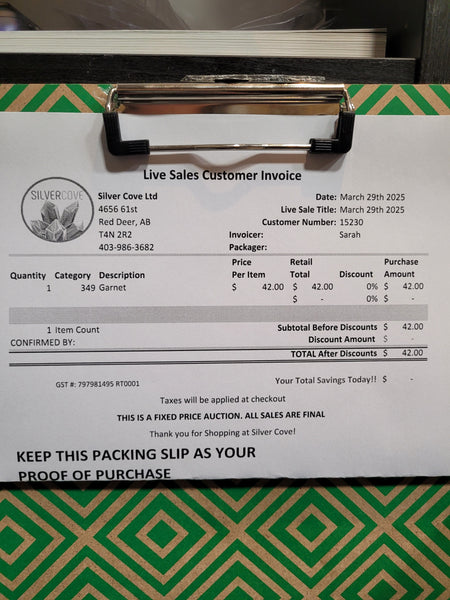 Live Sales Customer Invoice
SILVERCOVE
Silver Cove Ltd
4656 61st
Red Deer, AB
T4N 2R2
403-986-3682
Date: March 29th 2025
Live Sale Title: March 29th 2025
Customer Number: 15230
Invoicer: Sarah
Packager:
Quantity Category Description Price Per Item Retail Total Discount Purchase Amount
1 349 Garnet $ 42.00 $ 42.00 0% $ 42.00
$ - 0% $ -
1 Item Count Subtotal Before Discounts $ 42.00
CONFIRMED BY: Discount Amount $ -
TOTAL After Discounts $ 42.00
GST #: 797981495 RT0001 Your Total Savings Today!! $ -
Taxes will be applied at checkout
THIS IS A FIXED PRICE AUCTION. ALL SALES ARE FINAL
Thank you for Shopping at Silver Cove!
KEEP THIS PACKING SLIP AS YOUR
PROOF OF PURCHASE